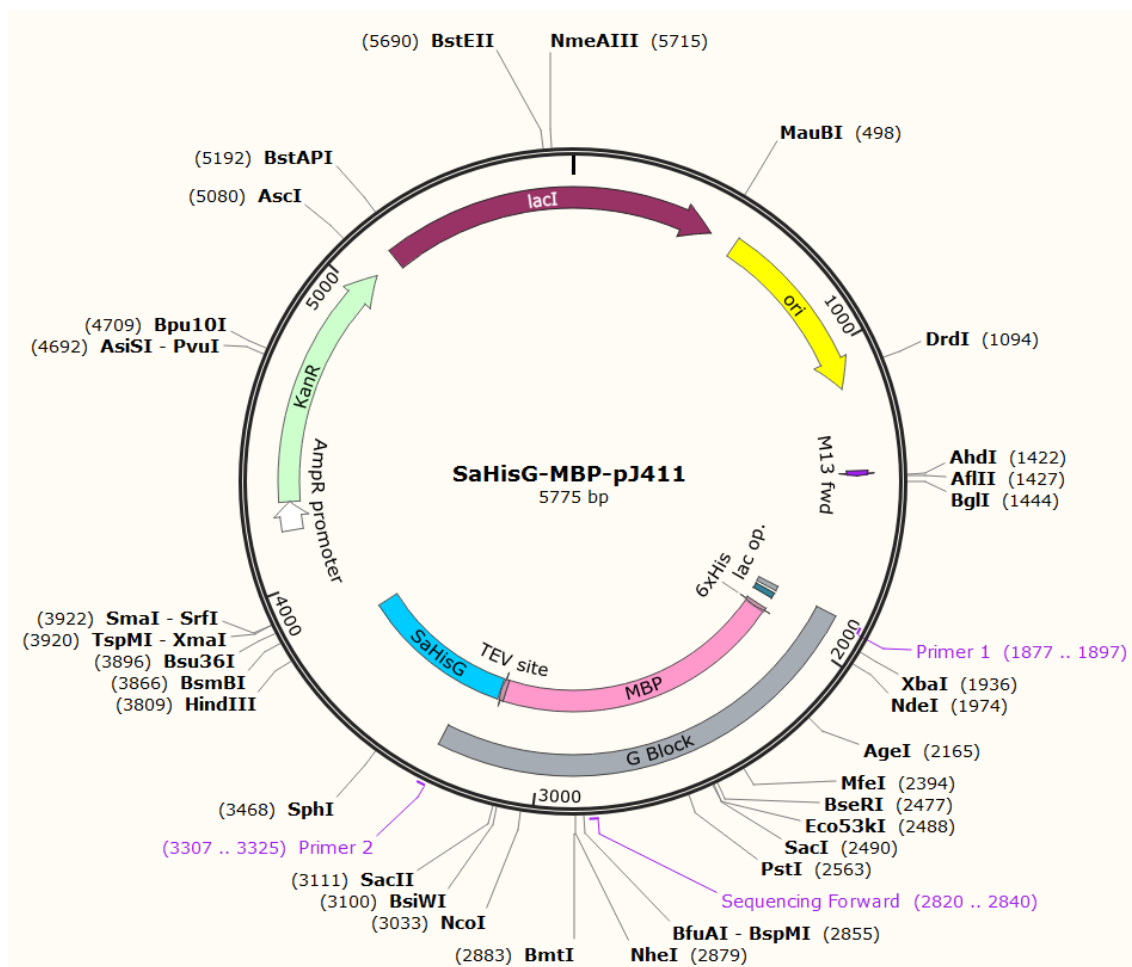 (5690) BstEII
NmeAIII (5715)
MauBI (498)
(5192) BstAPI
(5080) AscI
lacI
ori
1000
5000
DrdI (1094)
(4709) Bpu10I
(4692) AsiSI - PvuI
KanR
AmpR promoter
M13 fwd
SaHisG-MBP-pJ411
5775 bp
AhdI (1422)
AflII (1427)
BglI (1444)
6xHis
lac op.
4000
2000
(3922) SmaI - SrfI
(3920) TspMI - XmaI
(3896) Bsu36I
(3866) BsmBI
(3809) HindIII
SaHisG
TEV site
MBP
G Block
Primer 1 (1877 .. 1897)
XbaI (1936)
NdeI (1974)
AgeI (2165)
MfeI (2394)
BseRI (2477)
Eco53kI (2488)
SacI (2490)
PstI (2563)
3000
(3468) SphI
(3307 .. 3325) Primer 2
(3111) SacII
(3100) BsiWI
(3033) NcoI
(2883) BmtI
Sequencing Forward (2820 .. 2840)
BfuAI - BspMI (2855)
NheI (2879)